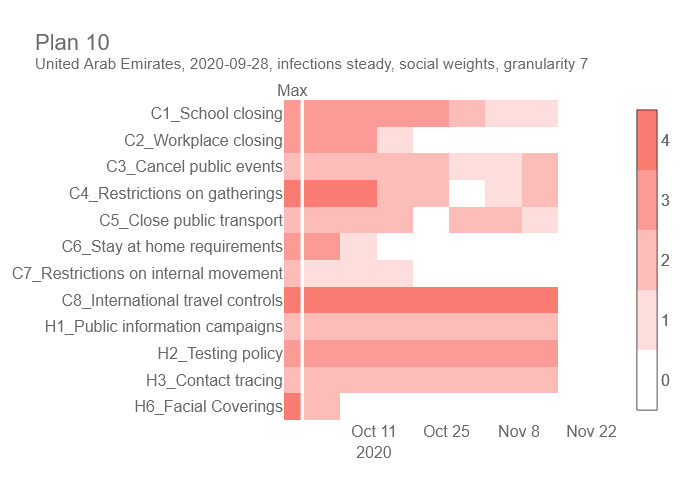 Plan 10
United Arab Emirates, 2020-09-28, infections steady, social weights, granularity 7
Max
C1_School closing
C2_Workplace closing
C3_Cancel public events
C4_Restrictions on gatherings
C5_Close public transport
C6_Stay at home requirements
C7_Restrictions on internal movement
C8_International travel controls
H1_Public information campaigns
H2_Testing policy
H3_Contact tracing
H6_Facial Coverings
Oct 11 Oct 25 Nov 8 Nov 22
2020
4
3
2
1
0